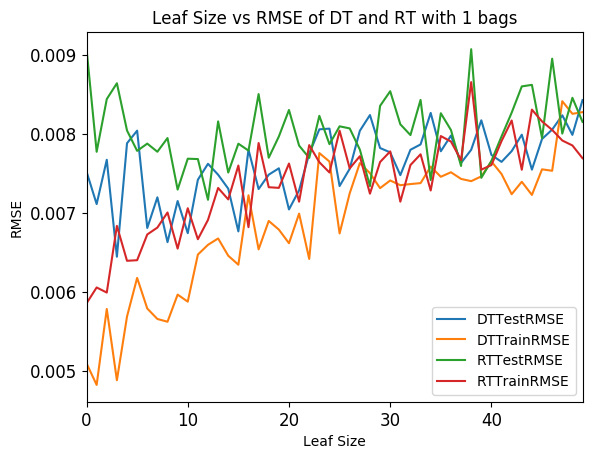 Leaf Size vs RMSE of DT and RT with 1 bags
0.009
0.008
0.007
0.006
0.005
RMSE
0
10
20
30
40
Leaf Size
DTTestRMSE
DTTrainRMSE
RTTestRMSE
RTTrainRMSE